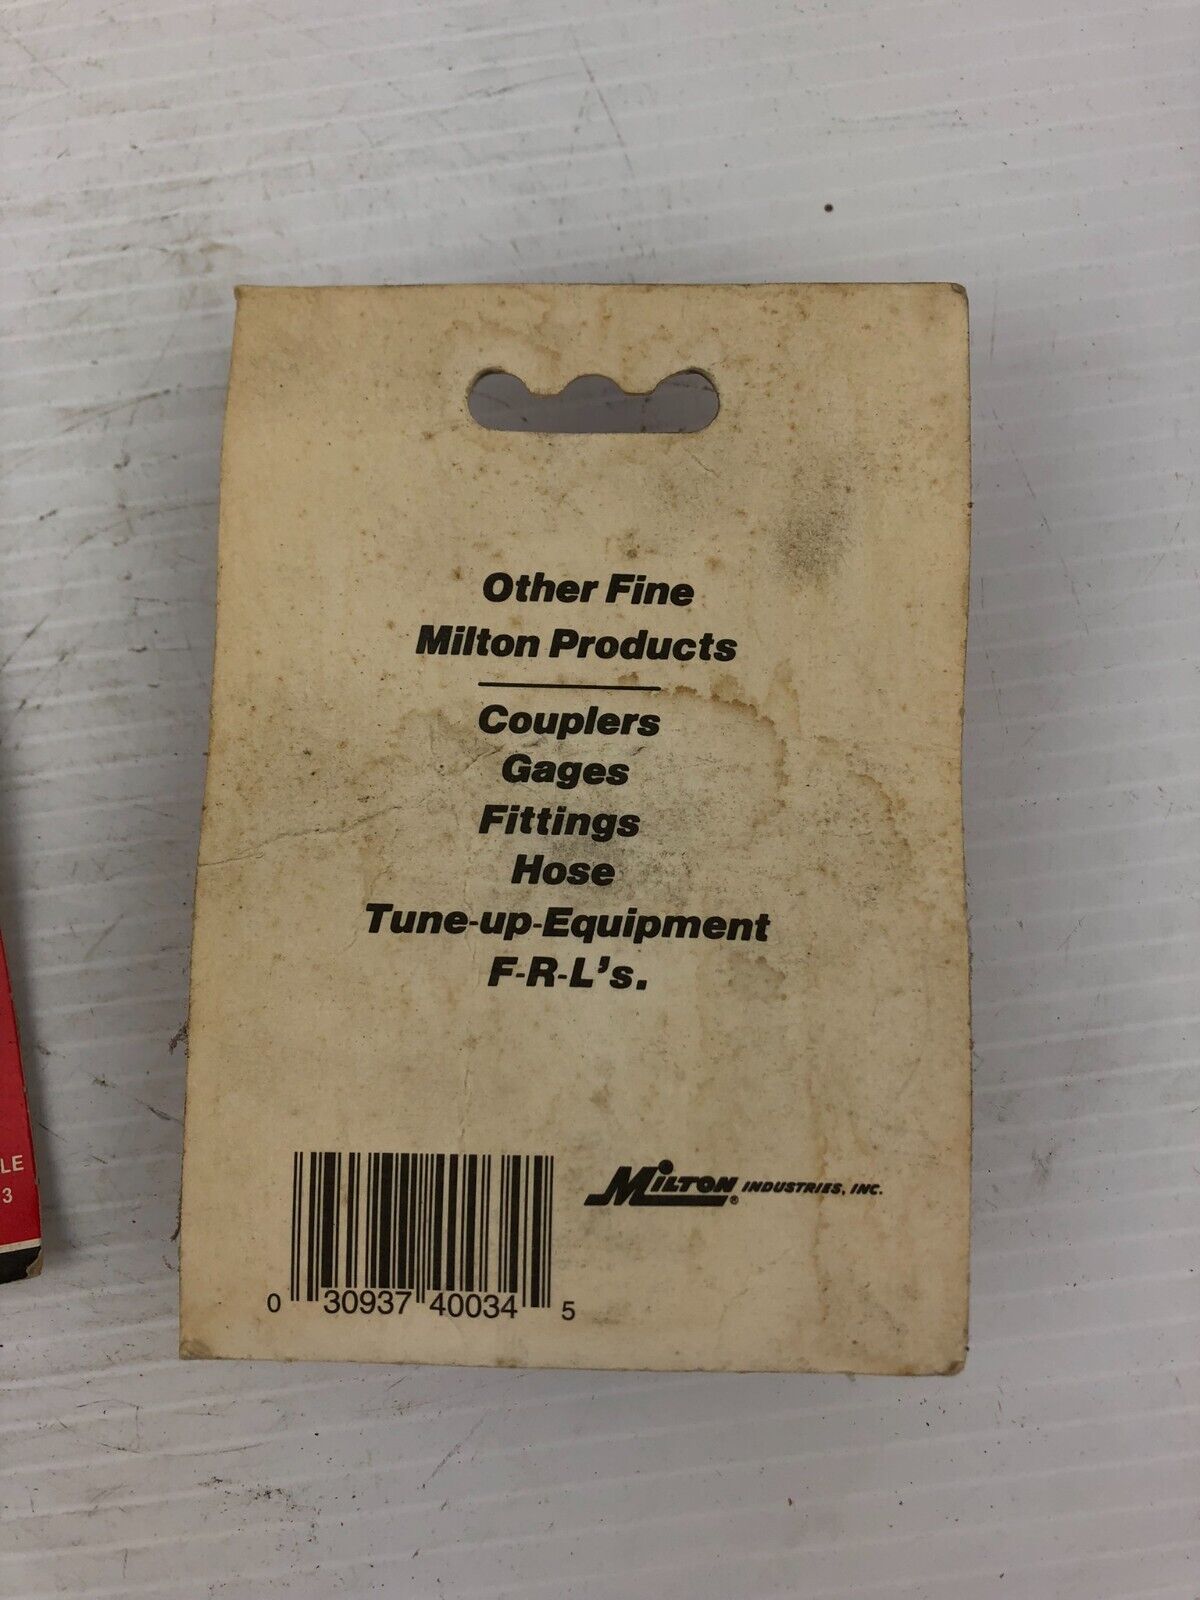 Other Fine
Milton Products
Couplers
Gages
Fittings
Hose
Tune-up-Equipment
F-R-L's.
MILTON® INDUSTRIES, INC.
0 30937 40034 5
LE
3